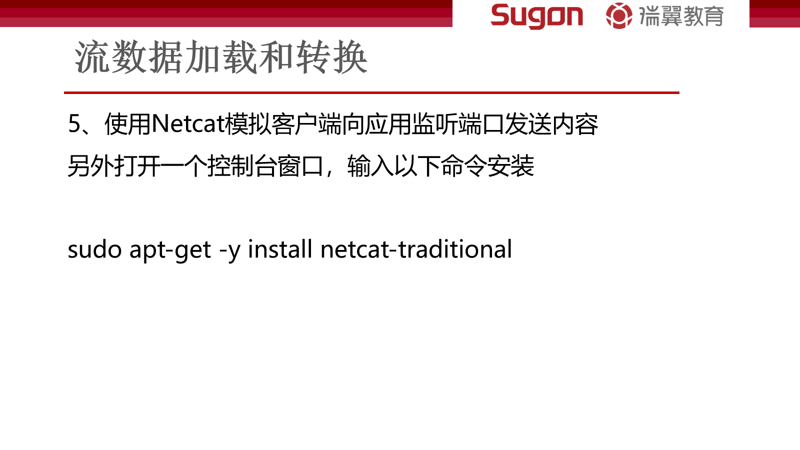 Sugon 瑞翼教育
流数据加载和转换
5、使用Netcat模拟客户端向应用监听端口发送内容
另外打开一个控制台窗口，输入以下命令安装
sudo apt-get -y install netcat-traditional